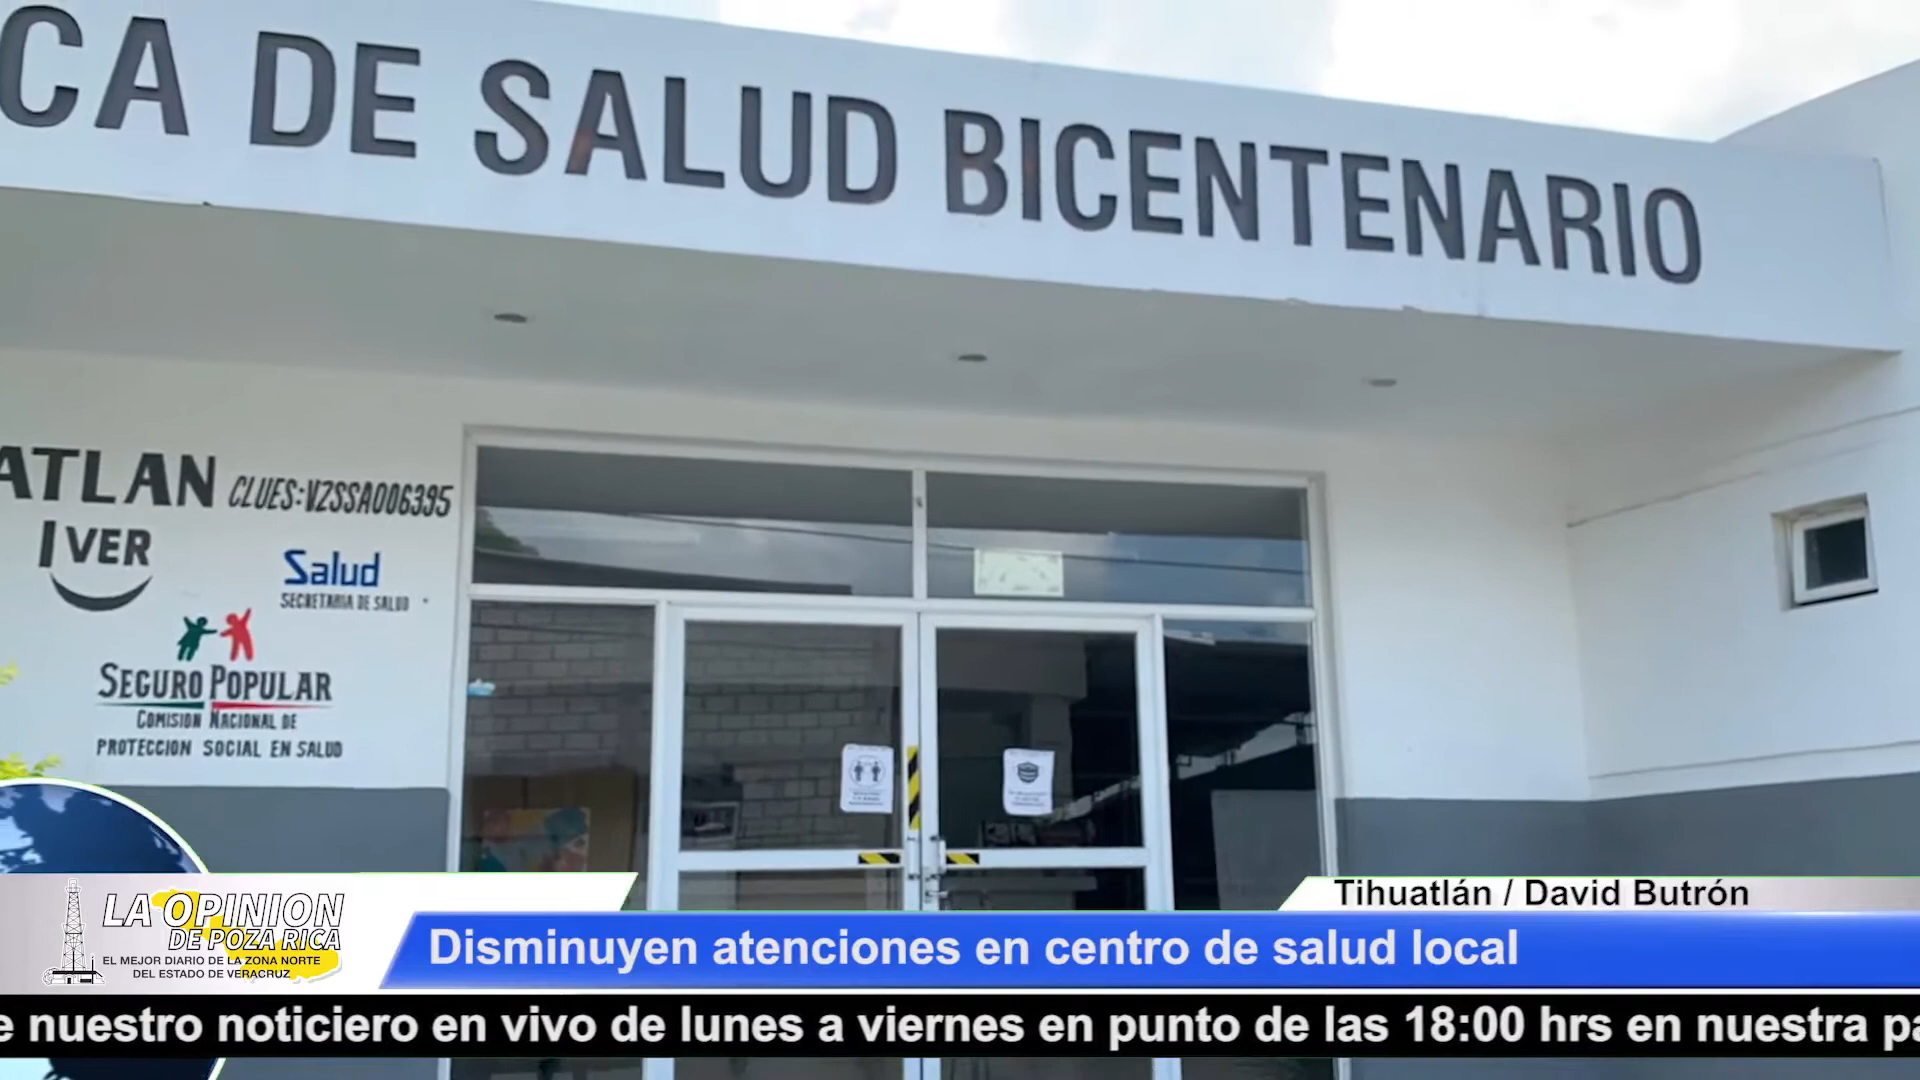 CA DE SALUD BICENTENARIO
ATLAN CLUES:VZSSA006395
VER
Salud
SECRETARIA DE SALUD
SEGURO POPULAR
COMISION NACIONAL DE
PROTECCION SOCIAL EN SALUD
Tihuatlán / David Butrón
LA OPINION
DE POZA RICA
EL MEJOR DIARIO DE LA ZONA NORTE
DEL ESTADO DE VERACRUZ
Disminuyen atenciones en centro de salud local
e nuestro noticiero en vivo de lunes a viernes en punto de las 18:00 hrs en nuestra pa